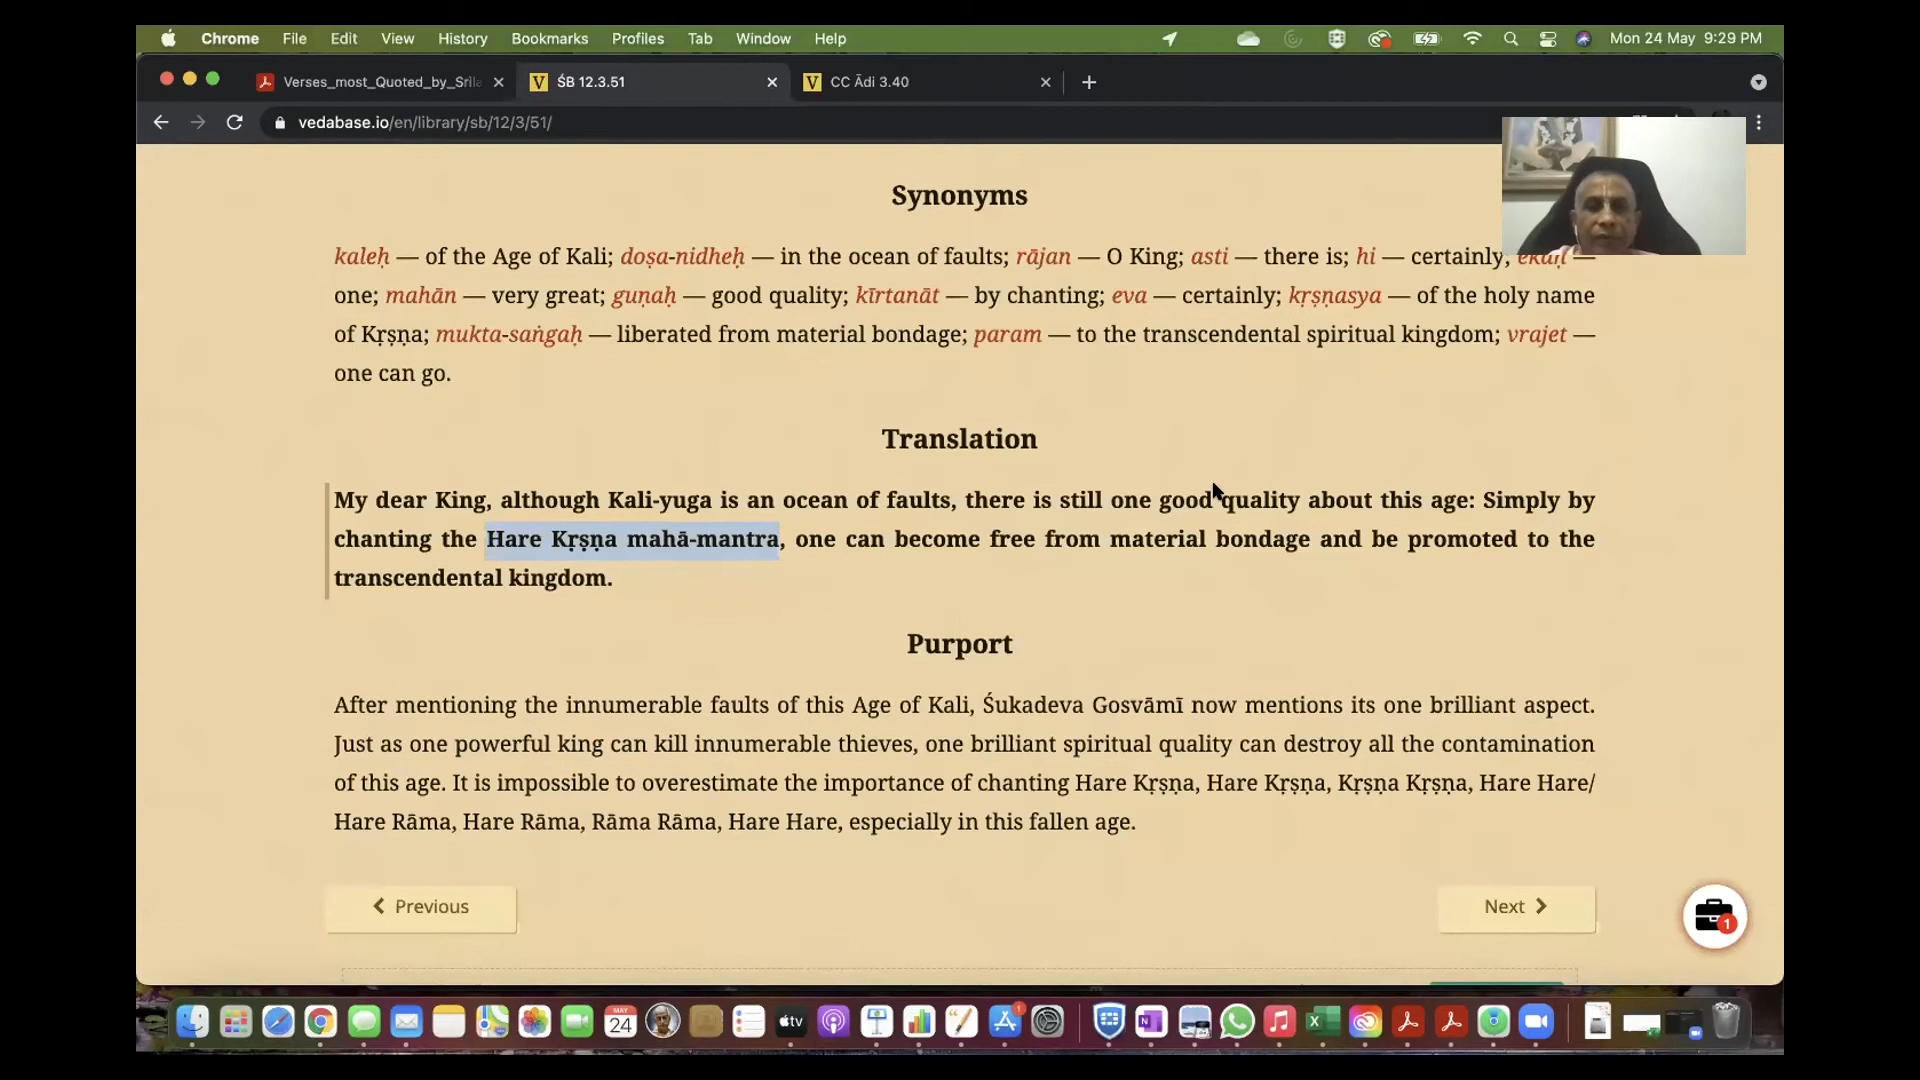 Chrome File Edit View History Bookmarks Profiles Tab Window Help Mon 24 May 9:29 PM
Verses_most_Quoted_by_Srila ŚB 12.3.51 CC Ādi 3.40
vedabase.io/en/library/sb/12/3/51/
Synonyms
kaleḥ — of the Age of Kali; doṣa-nidheḥ — in the ocean of faults; rājan — O King; asti — there is; hi — certainly; ekaḥ —
one; mahān — very great; guṇaḥ — good quality; kīrtanāt — by chanting; eva — certainly; kṛṣṇasya — of the holy name
of Kṛṣṇa; mukta-saṅgaḥ — liberated from material bondage; param — to the transcendental spiritual kingdom; vrajet —
one can go.
Translation
My dear King, although Kali-yuga is an ocean of faults, there is still one good quality about this age: Simply by
chanting the Hare Kṛṣṇa mahā-mantra, one can become free from material bondage and be promoted to the
transcendental kingdom.
Purport
After mentioning the innumerable faults of this Age of Kali, Śukadeva Gosvāmī now mentions its one brilliant aspect.
Just as one powerful king can kill innumerable thieves, one brilliant spiritual quality can destroy all the contamination
of this age. It is impossible to overestimate the importance of chanting Hare Kṛṣṇa, Hare Kṛṣṇa, Kṛṣṇa Kṛṣṇa, Hare Hare/
Hare Rāma, Hare Rāma, Rāma Rāma, Hare Hare, especially in this fallen age.
Previous Next
1
MAY
24
tv
1